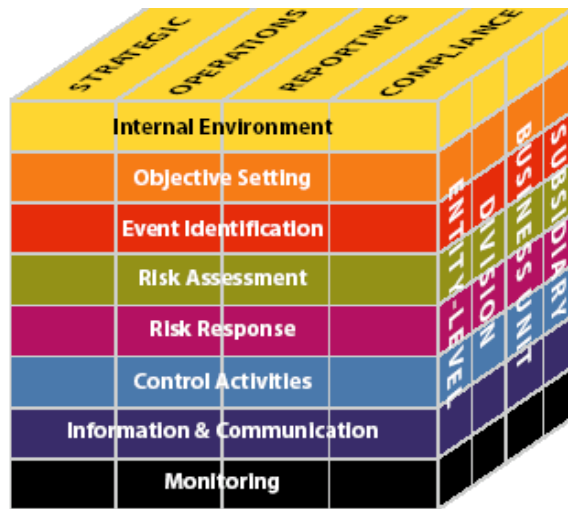 STRATEGIC
OPERATIONS
REPORTING
COMPLIANCE
Internal Environment
Objective Setting
Event Identification
Risk Assessment
Risk Response
Control Activities
Information & Communication
Monitoring
ENTITY-LEVEL
DIVISION
BUSINESS UNIT
SUBSIDIARY